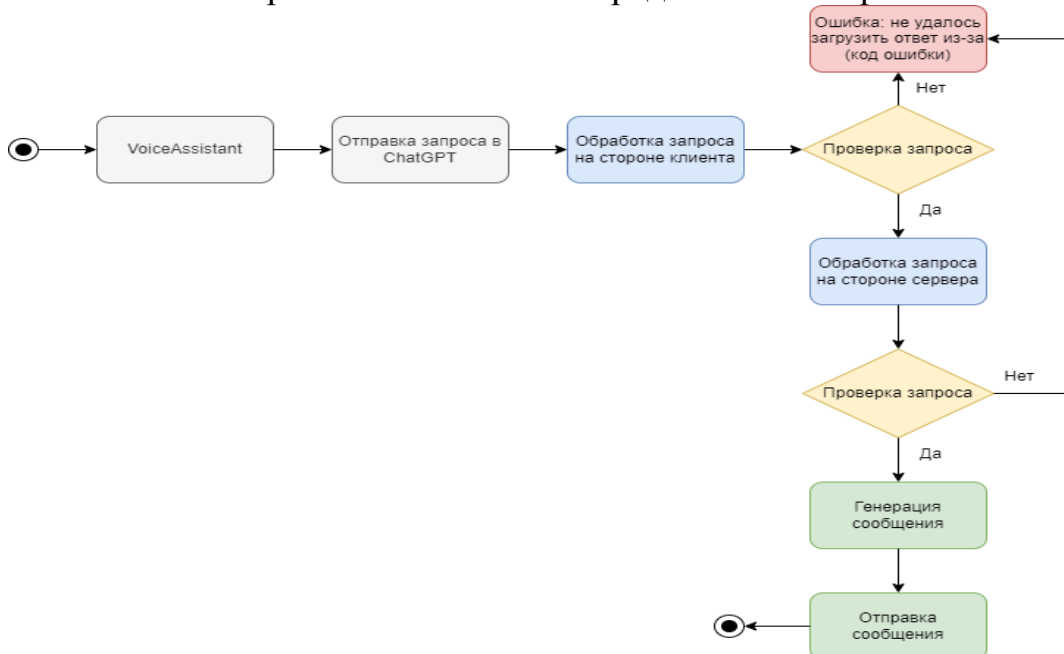 Ошибка: не удалось
загрузить ответ из-за
(код ошибки)
Нет
VoiceAssistant
Отправка запроса в
ChatGPT
Обработка запроса
на стороне клиента
Проверка запроса
Да
Обработка запроса
на стороне сервера
Проверка запроса
Нет
Да
Генерация
сообщения
Отправка
сообщения